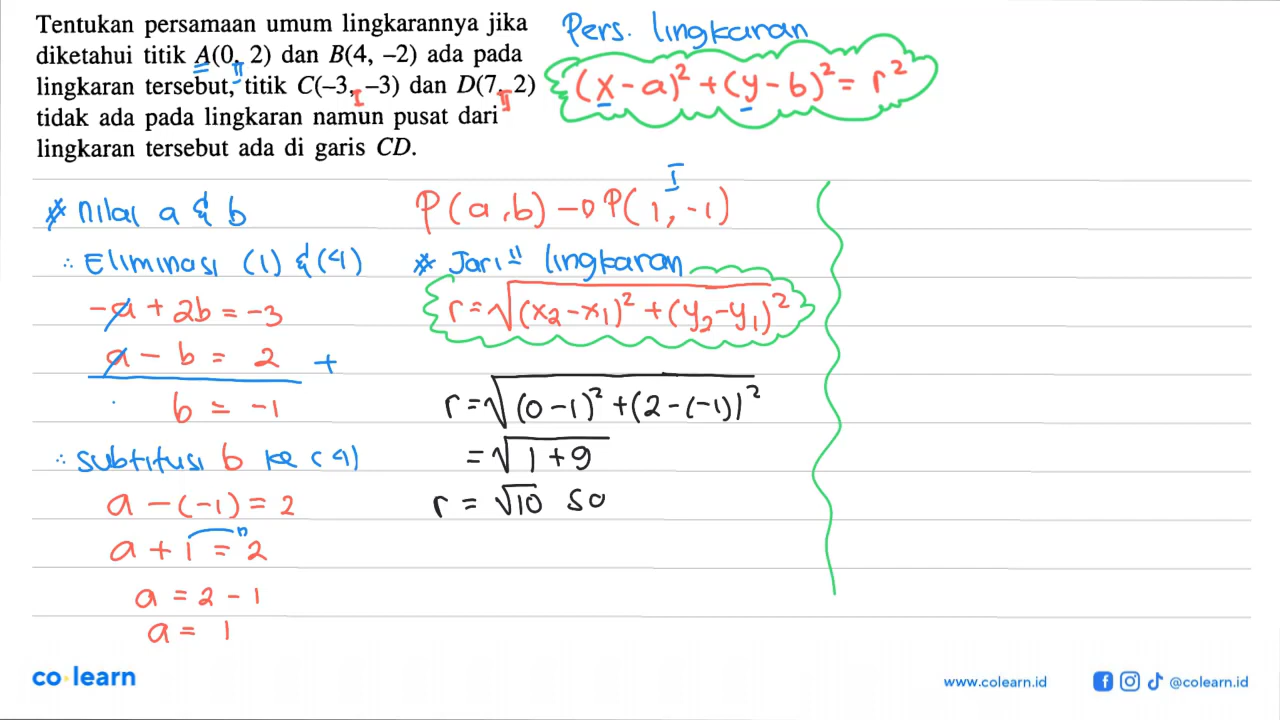 Tentukan persamaan umum lingkarannya jika
diketahui titik A(0, 2) dan B(4, –2) ada pada
lingkaran tersebut, titik C(–3, –3) dan D(7, 2)
tidak ada pada lingkaran namun pusat dari
lingkaran tersebut ada di garis CD.
Pers. lingkaran
(x - a)² + (y - b)² = r²
* Nilai a & b
∴ Eliminasi (1) & (4)
-a + 2b = -3
a - b = 2 +
b = -1
∴ subtitusi b ke (4)
a - (-1) = 2
a + 1 = 2
a = 2 - 1
a = 1
I
P(a,b) → P(1, -1)
* Jari" lingkaran
r = √(x₂-x₁)² + (y₂-y₁)²
r = √(0-1)² + (2-(-1))²
= √1+9
r = √10 so
co·learn
www.colearn.id
@colearn.id